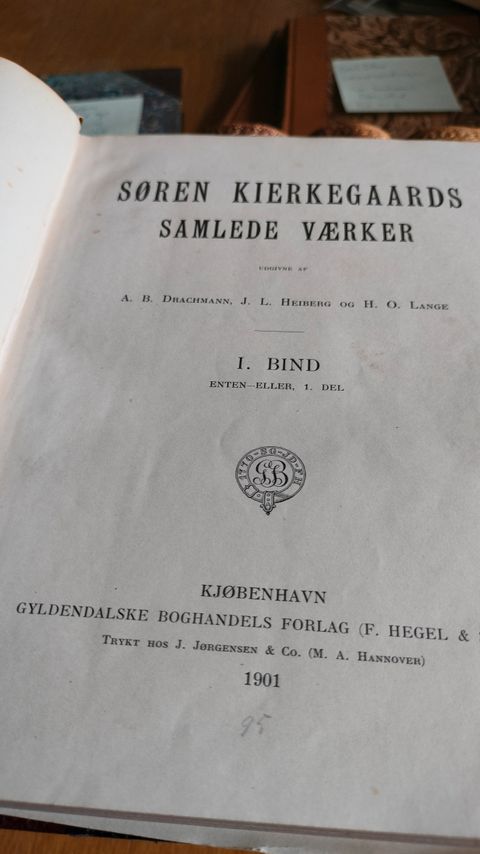 SØREN KIERKEGAARDS
SAMLEDE VÆRKER
UDGIVNE AF
A. B. DRACHMANN, J. L. HEIBERG OG H. O. LANGE
I. BIND
ENTEN—ELLER, 1. DEL
KJØBENHAVN
GYLDENDALSKE BOGHANDELS FORLAG (F. HEGEL &
TRYKT HOS J. JØRGENSEN & CO. (M. A. HANNOVER)
1901
95